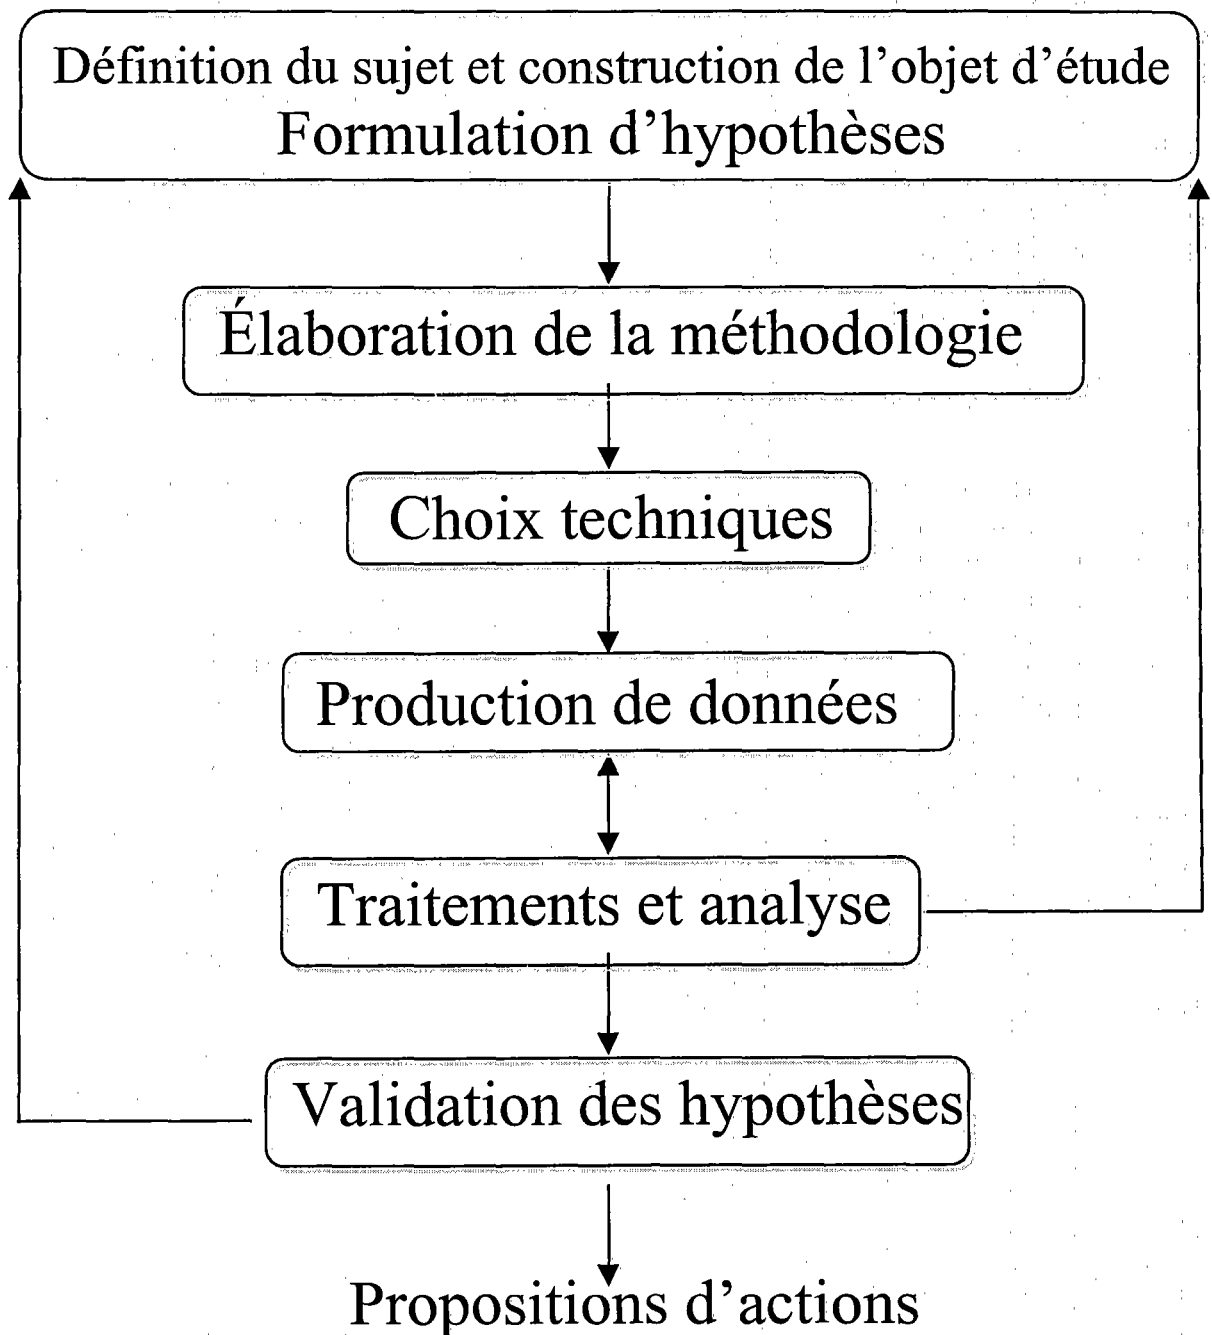 Définition du sujet et construction de l’objet d’étude
Formulation d’hypothèses
Élaboration de la méthodologie
Choix techniques
Production de données
Traitements et analyse
Validation des hypothèses
Propositions d’actions